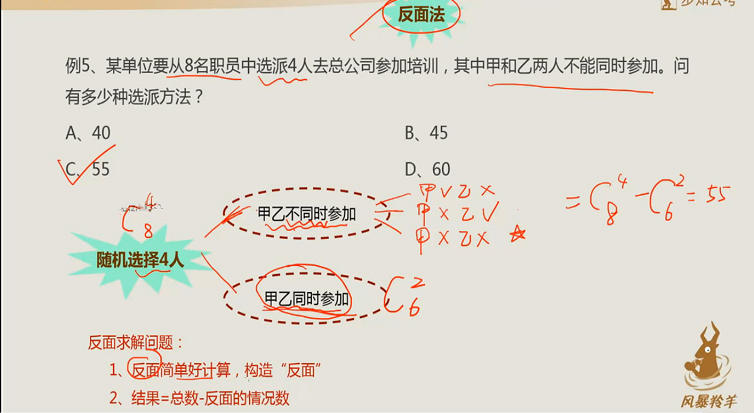 步知公考
反面法
例5、某单位要从8名职员中选派4人去总公司参加培训，其中甲和乙两人不能同时参加。问
有多少种选派方法？
A、40 B、45
C、55 D、60
C 4 8
甲乙不同时参加
甲 √ 乙 ×
甲 × 乙 √
甲 × 乙 × ☆
= C 4 8 - C 2 6 = 55
随机选择4人
甲乙同时参加
C 2 6
反面求解问题：
1、反面简单好计算，构造“反面”
2、结果=总数-反面的情况数
风暴羚羊